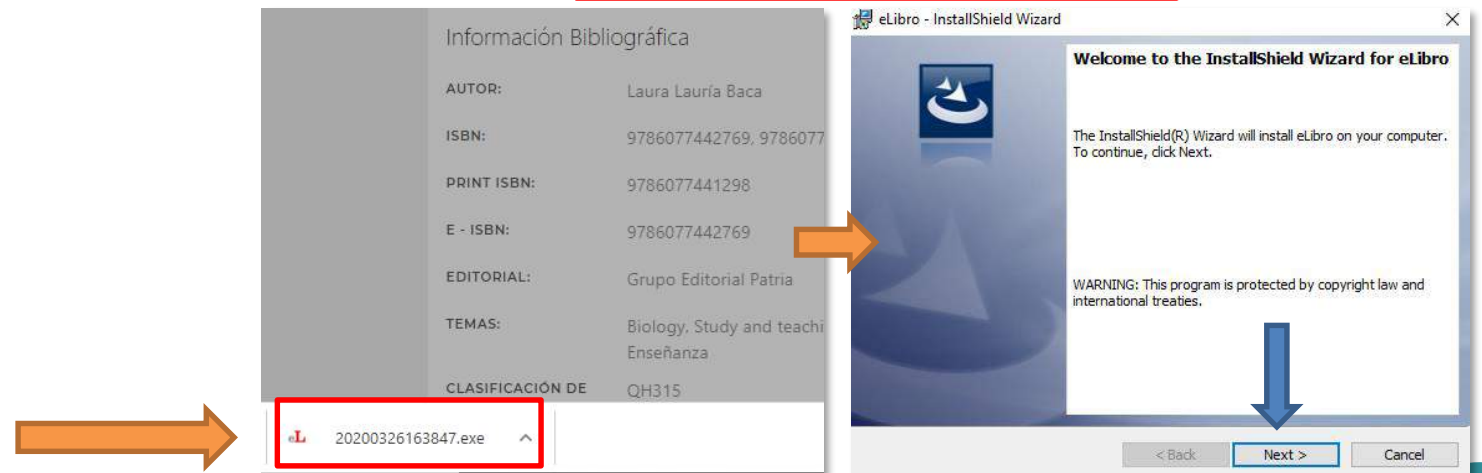 Información Bibliográfica
AUTOR: Laura Lauría Baca
ISBN: 9786077442769, 9786077
PRINT ISBN: 9786077441298
E - ISBN: 9786077442769
EDITORIAL: Grupo Editorial Patria
TEMAS: Biology, Study and teachi
Enseñanza
CLASIFICACIÓN DE QH315
eL 20200326163847.exe
eLibro - InstallShield Wizard
Welcome to the InstallShield Wizard for eLibro
The InstallShield(R) Wizard will install eLibro on your computer.
To continue, click Next.
WARNING: This program is protected by copyright law and
international treaties.
< Back Next > Cancel